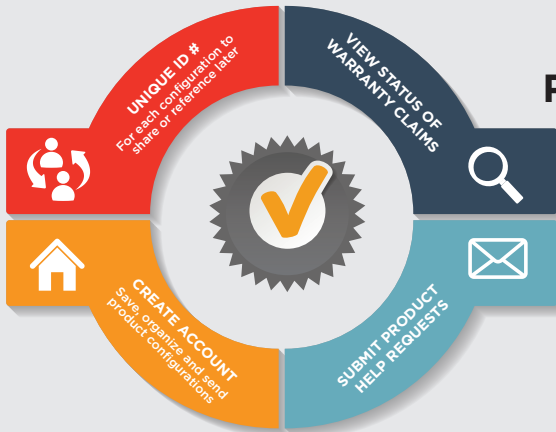 UNIQUE ID #
For each configuration to
share or reference later
VIEW STATUS OF
WARRANTY CLAIMS
CREATE ACCOUNT
Save, organize and send
product configurations
SUBMIT PRODUCT
HELP REQUESTS